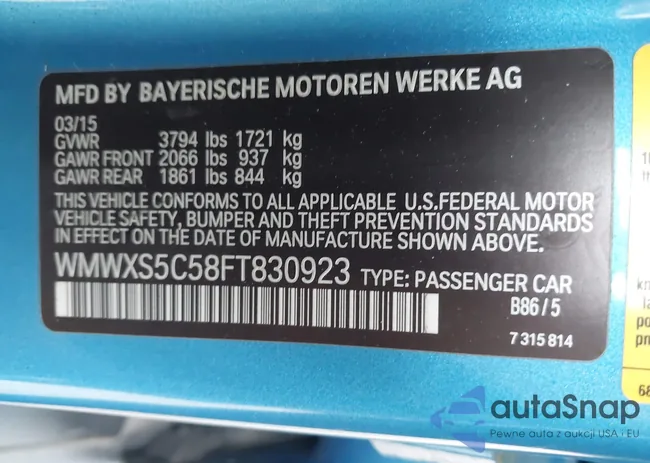 MFD BY BAYERISCHE MOTOREN WERKE AG
03/15
GVWR 3794 lbs 1721 kg
GAWR FRONT 2066 lbs 937 kg
GAWR REAR 1861 lbs 844 kg
THIS VEHICLE CONFORMS TO ALL APPLICABLE U.S.FEDERAL MOTOR
VEHICLE SAFETY, BUMPER AND THEFT PREVENTION STANDARDS
IN EFFECT ON THE DATE OF MANUFACTURE SHOWN ABOVE.
WMWXS5C58FT830923 TYPE: PASSENGER CAR
B86/5
7 315 814
68
autaSnap
Pewne auta z aukcji USA i EU